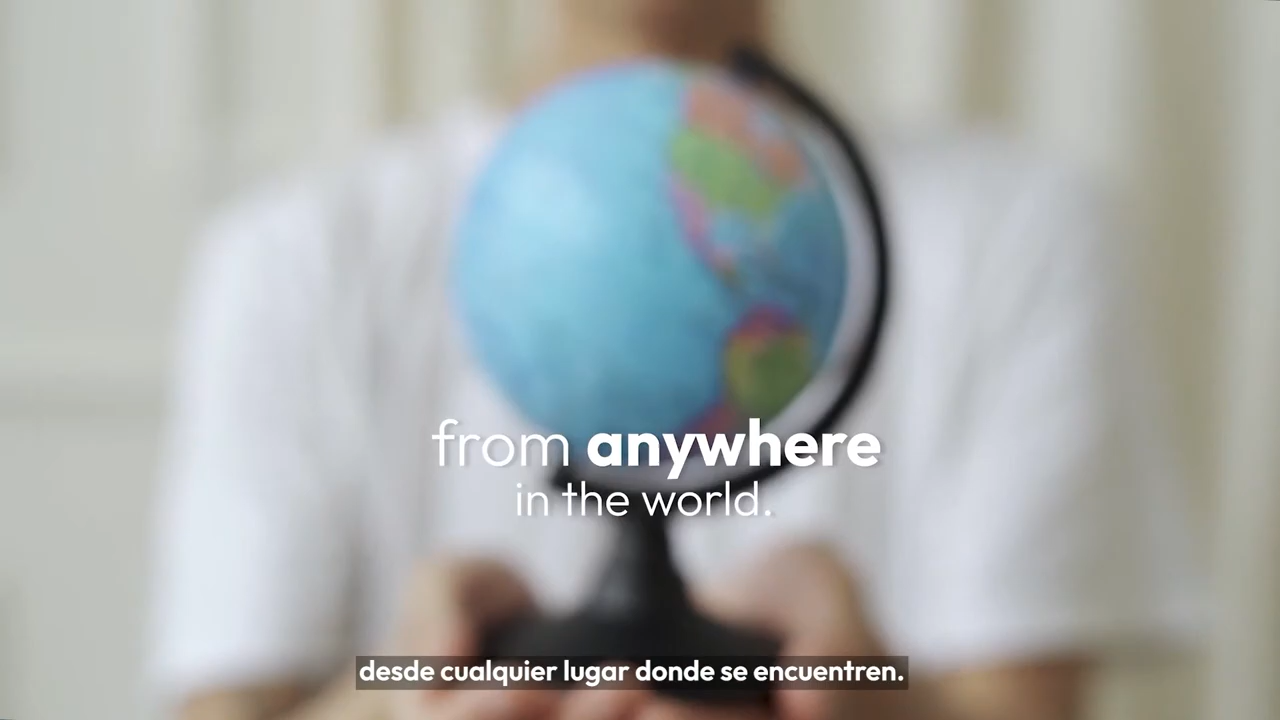 from anywhere
in the world.
desde cualquier lugar donde se encuentren.